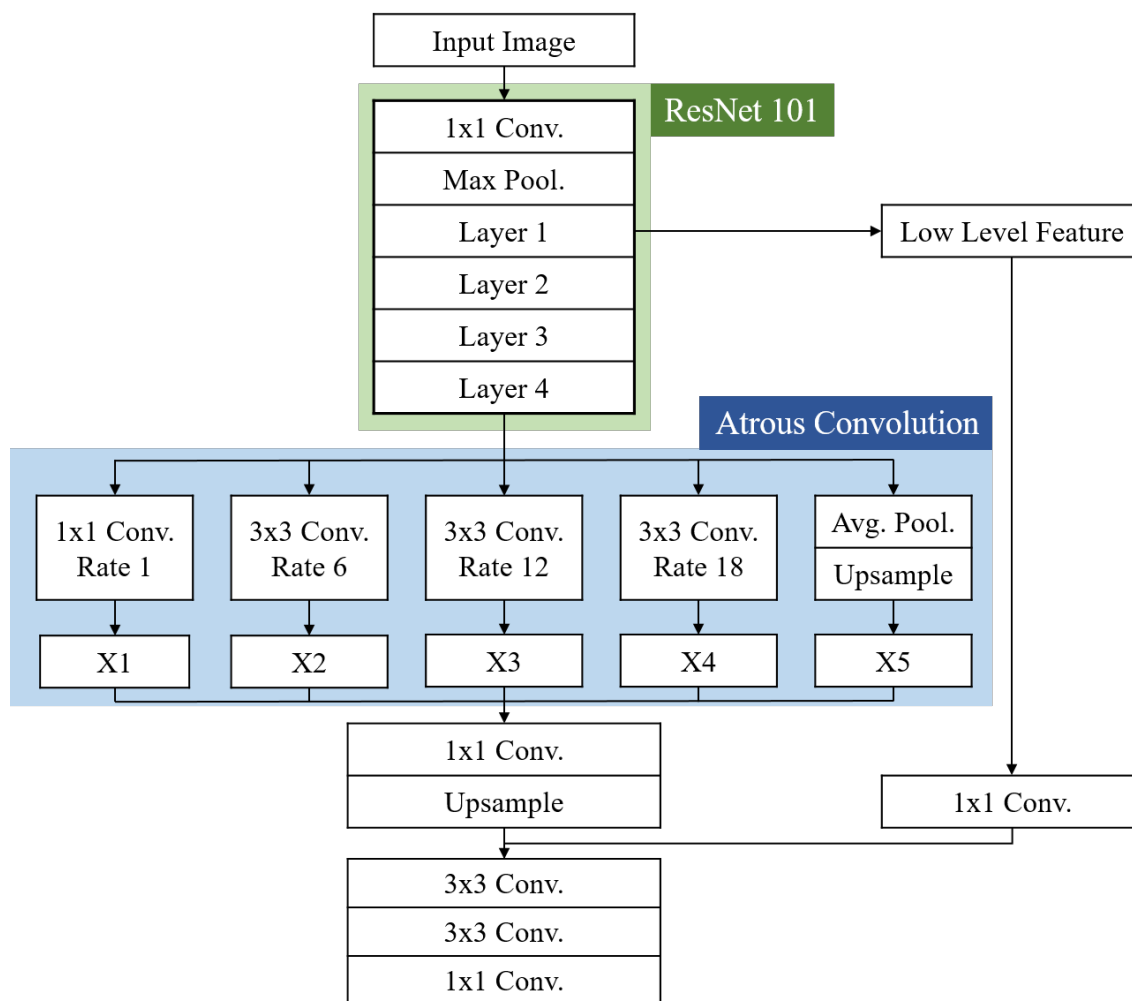 Input Image
ResNet 101
1x1 Conv.
Max Pool.
Layer 1
Low Level Feature
Layer 2
Layer 3
Layer 4
Atrous Convolution
1x1 Conv.
Rate 1
3x3 Conv.
Rate 6
3x3 Conv.
Rate 12
3x3 Conv.
Rate 18
Avg. Pool.
Upsample
X1
X2
X3
X4
X5
1x1 Conv.
Upsample
1x1 Conv.
3x3 Conv.
3x3 Conv.
1x1 Conv.